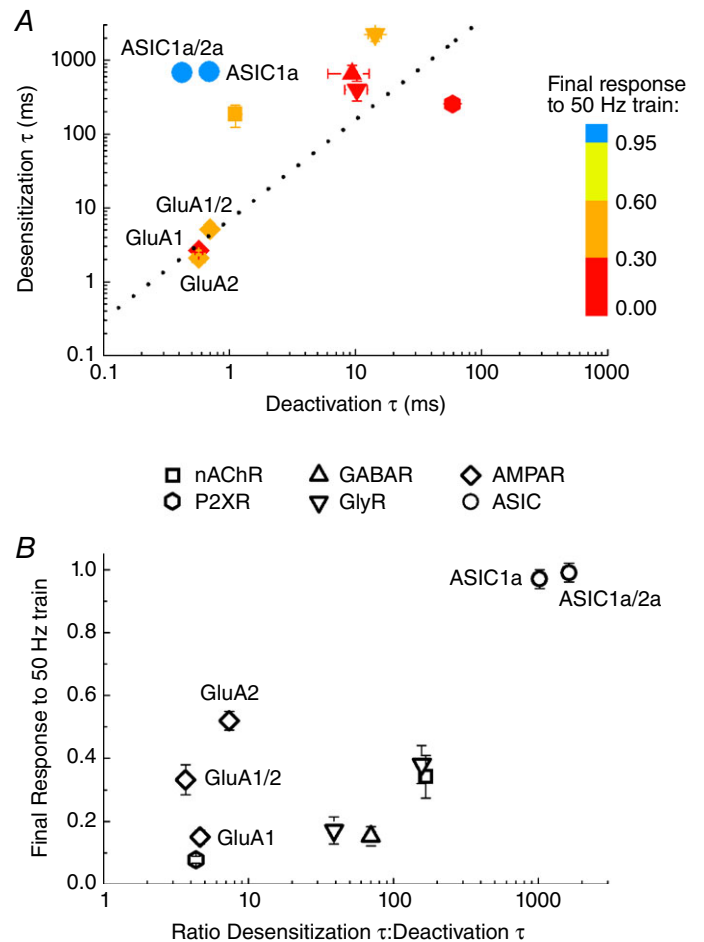 A
ASIC1a/2a
ASIC1a
GluA1/2
GluA1
GluA2
Desensitization τ (ms)
1000
100
10
1
0.1
0.1
1
10
100
1000
Deactivation τ (ms)
Final response
to 50 Hz train:
0.95
0.60
0.30
0.00
nAChR
GABAR
AMPAR
P2XR
GlyR
ASIC
B
ASIC1a
ASIC1a/2a
GluA2
GluA1/2
GluA1
Final Response to 50 Hz train
1.0
0.8
0.6
0.4
0.2
0.0
1
10
100
1000
Ratio Desensitization τ:Deactivation τ